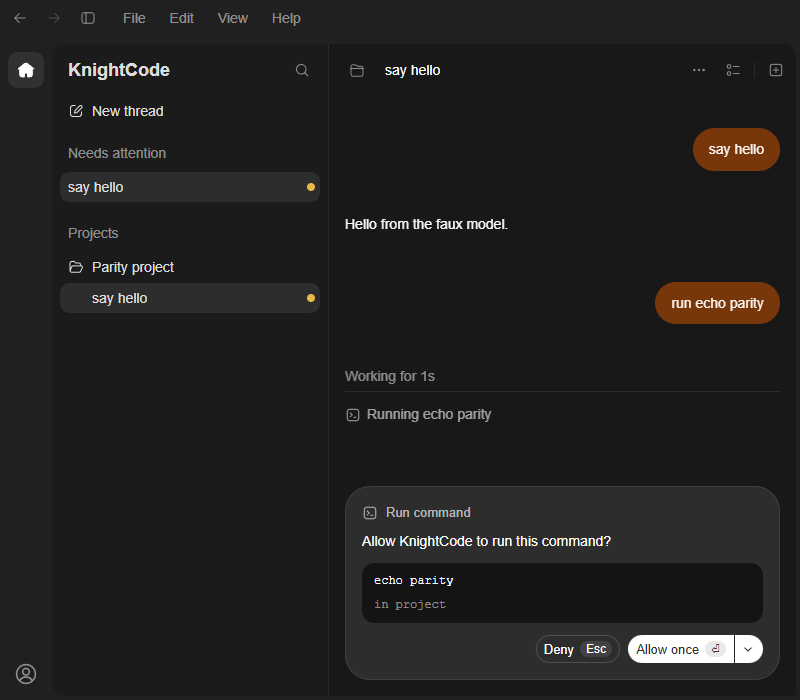 File Edit View Help
KnightCode
New thread
Needs attention
say hello
Projects
Parity project
say hello
say hello
say hello
Hello from the faux model.
run echo parity
Working for 1s
Running echo parity
Run command
Allow KnightCode to run this command?
echo parity
in project
Deny Esc Allow once